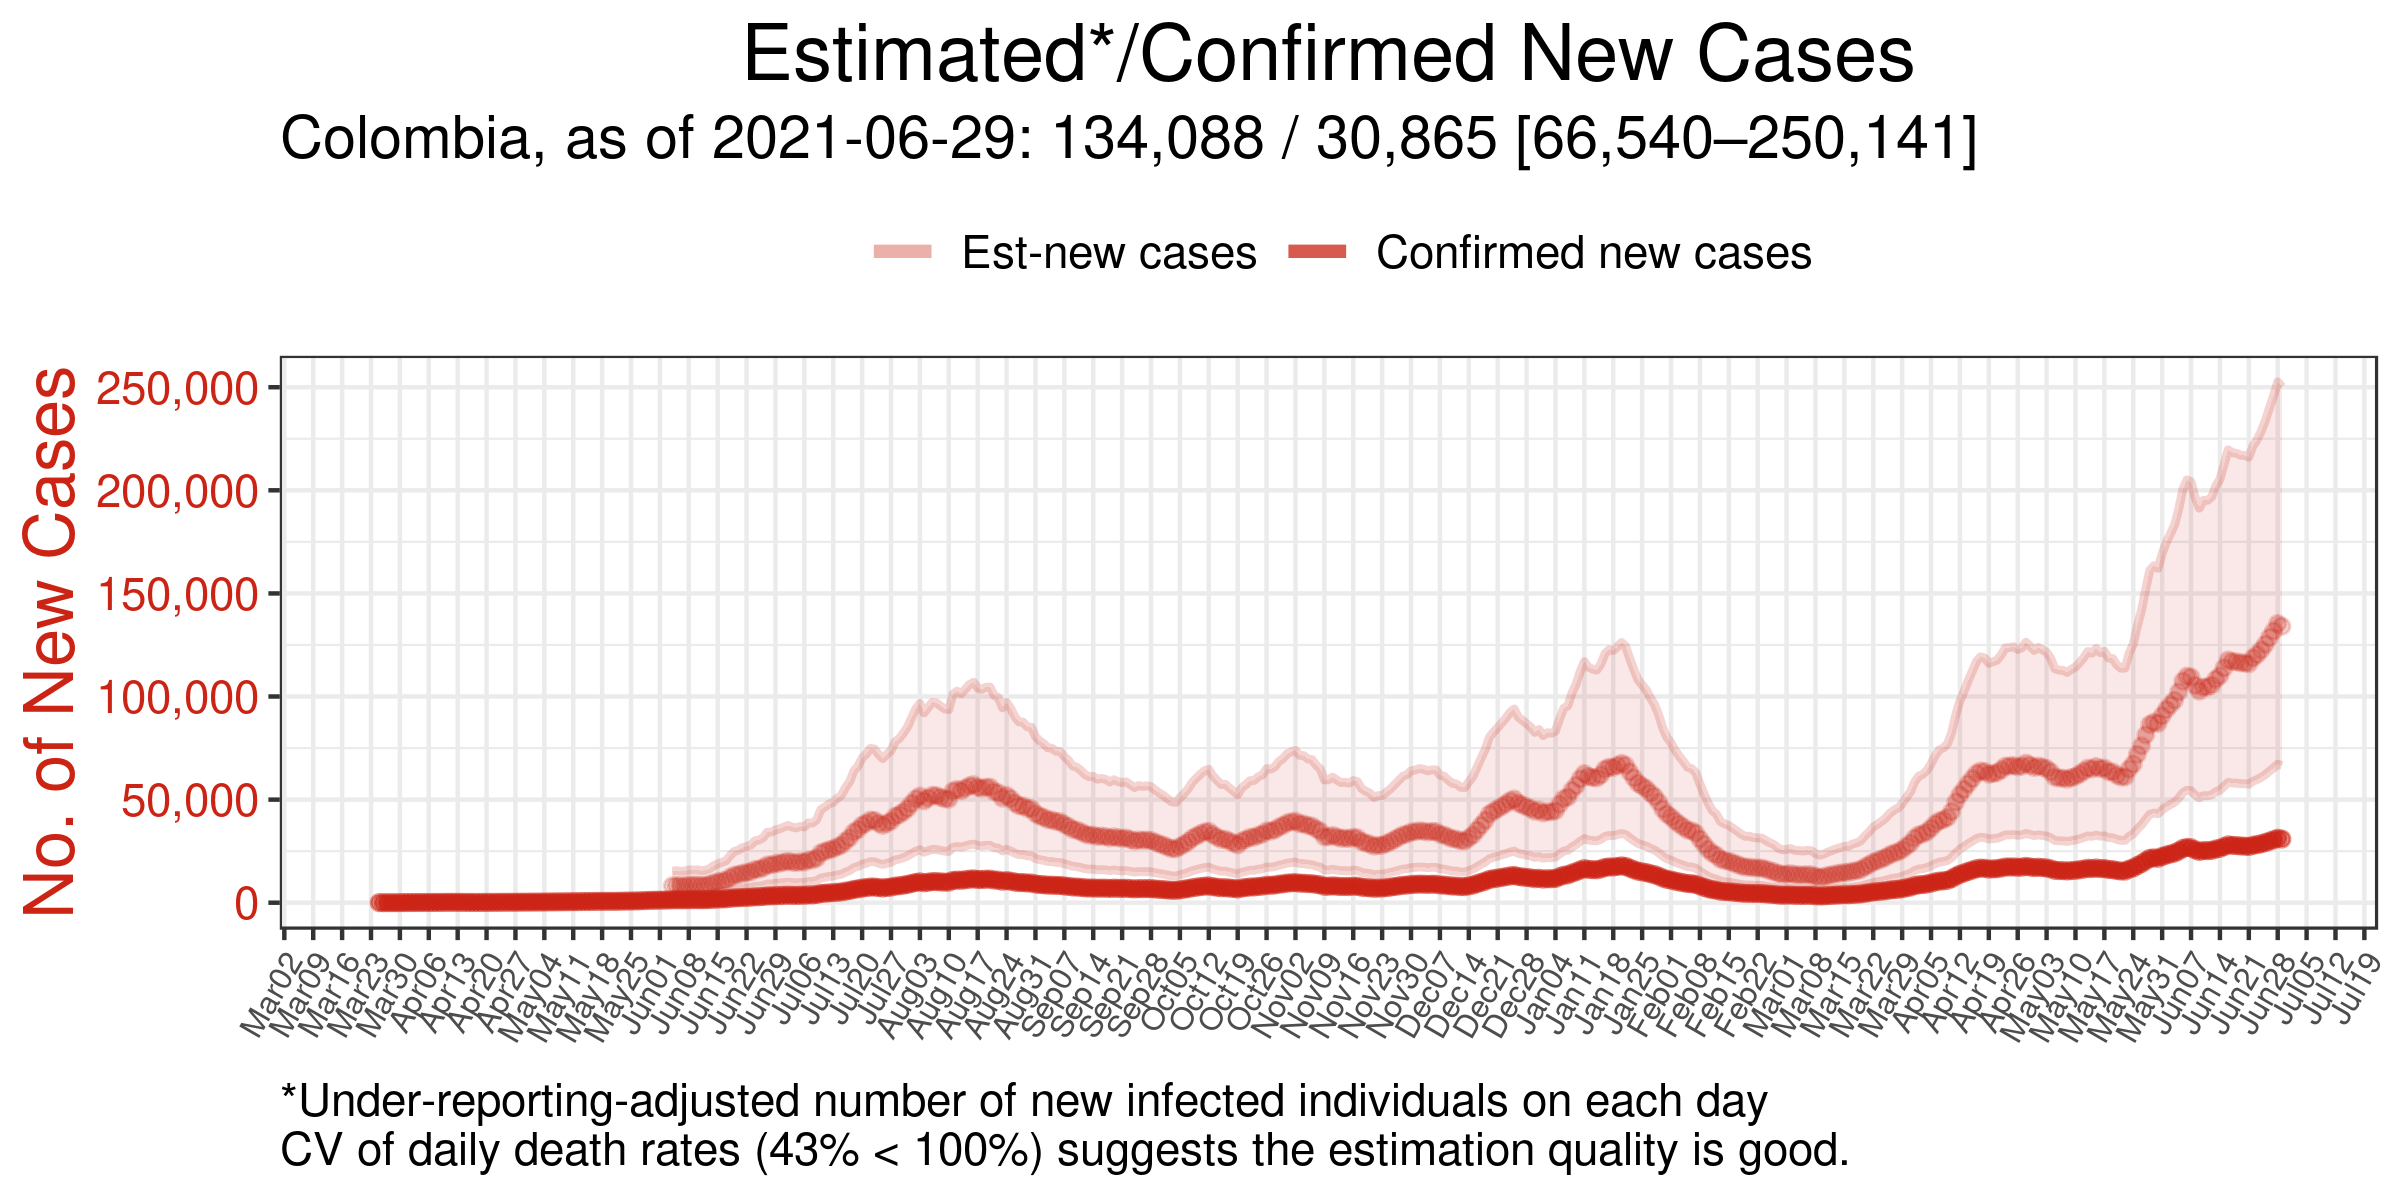 Estimated*/Confirmed New Cases
Colombia, as of 2021-06-29: 134,088 / 30,865 [66,540–250,141]
Est-new cases
Confirmed new cases
No. of New Cases
250,000
200,000
150,000
100,000
50,000
0
Mar02
Mar09
Mar16
Mar23
Mar30
Apr06
Apr13
Apr20
Apr27
May04
May11
May18
May25
Jun01
Jun08
Jun15
Jun22
Jun29
Jul06
Jul13
Jul20
Jul27
Aug03
Aug10
Aug17
Aug24
Aug31
Sep07
Sep14
Sep21
Sep28
Oct05
Oct12
Oct19
Oct26
Nov02
Nov09
Nov16
Nov23
Nov30
Dec07
Dec14
Dec21
Dec28
Jan04
Jan11
Jan18
Jan25
Feb01
Feb08
Feb15
Feb22
Mar01
Mar08
Mar15
Mar22
Mar29
Apr05
Apr12
Apr19
Apr26
May03
May10
May17
May24
May31
Jun07
Jun14
Jun21
Jun28
Jul05
Jul12
Jul19
*Under-reporting-adjusted number of new infected individuals on each day
CV of daily death rates (43% < 100%) suggests the estimation quality is good.